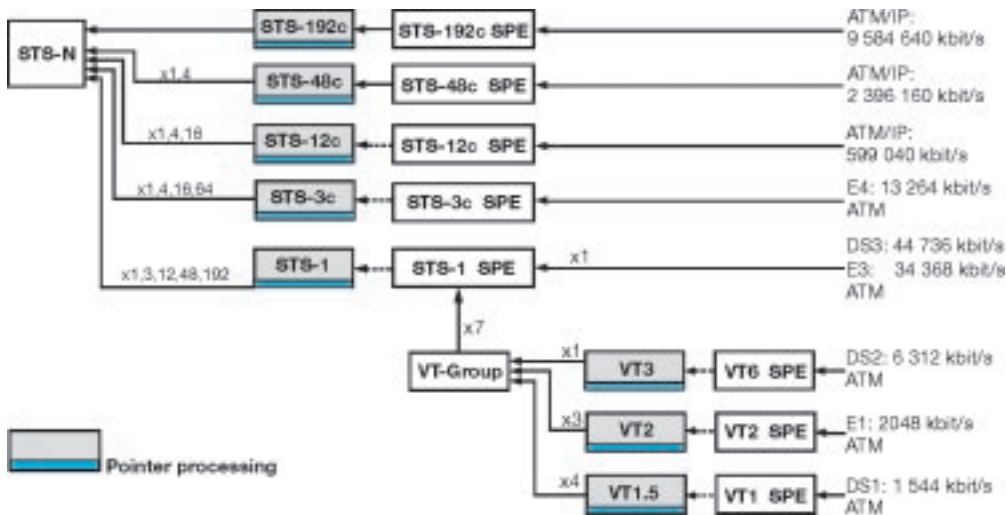 STS-N
STS-192c
STS-192c SPE
ATM/IP:
9 584 640 kbit/s
x1,4
STS-48c
STS-48c SPE
ATM/IP:
2 396 160 kbit/s
x1,4,16
STS-12c
STS-12c SPE
ATM/IP:
599 040 kbit/s
x1,4,16,64
STS-3c
STS-3c SPE
E4: 13 264 kbit/s
ATM
x1,3,12,48,192
STS-1
STS-1 SPE
x1
DS3: 44 736 kbit/s
E3: 34 368 kbit/s
ATM
x7
VT-Group
x1
VT3
VT6 SPE
DS2: 6 312 kbit/s
ATM
x3
VT2
VT2 SPE
E1: 2048 kbit/s
ATM
x4
VT1.5
VT1 SPE
DS1: 1 544 kbit/s
ATM
Pointer processing